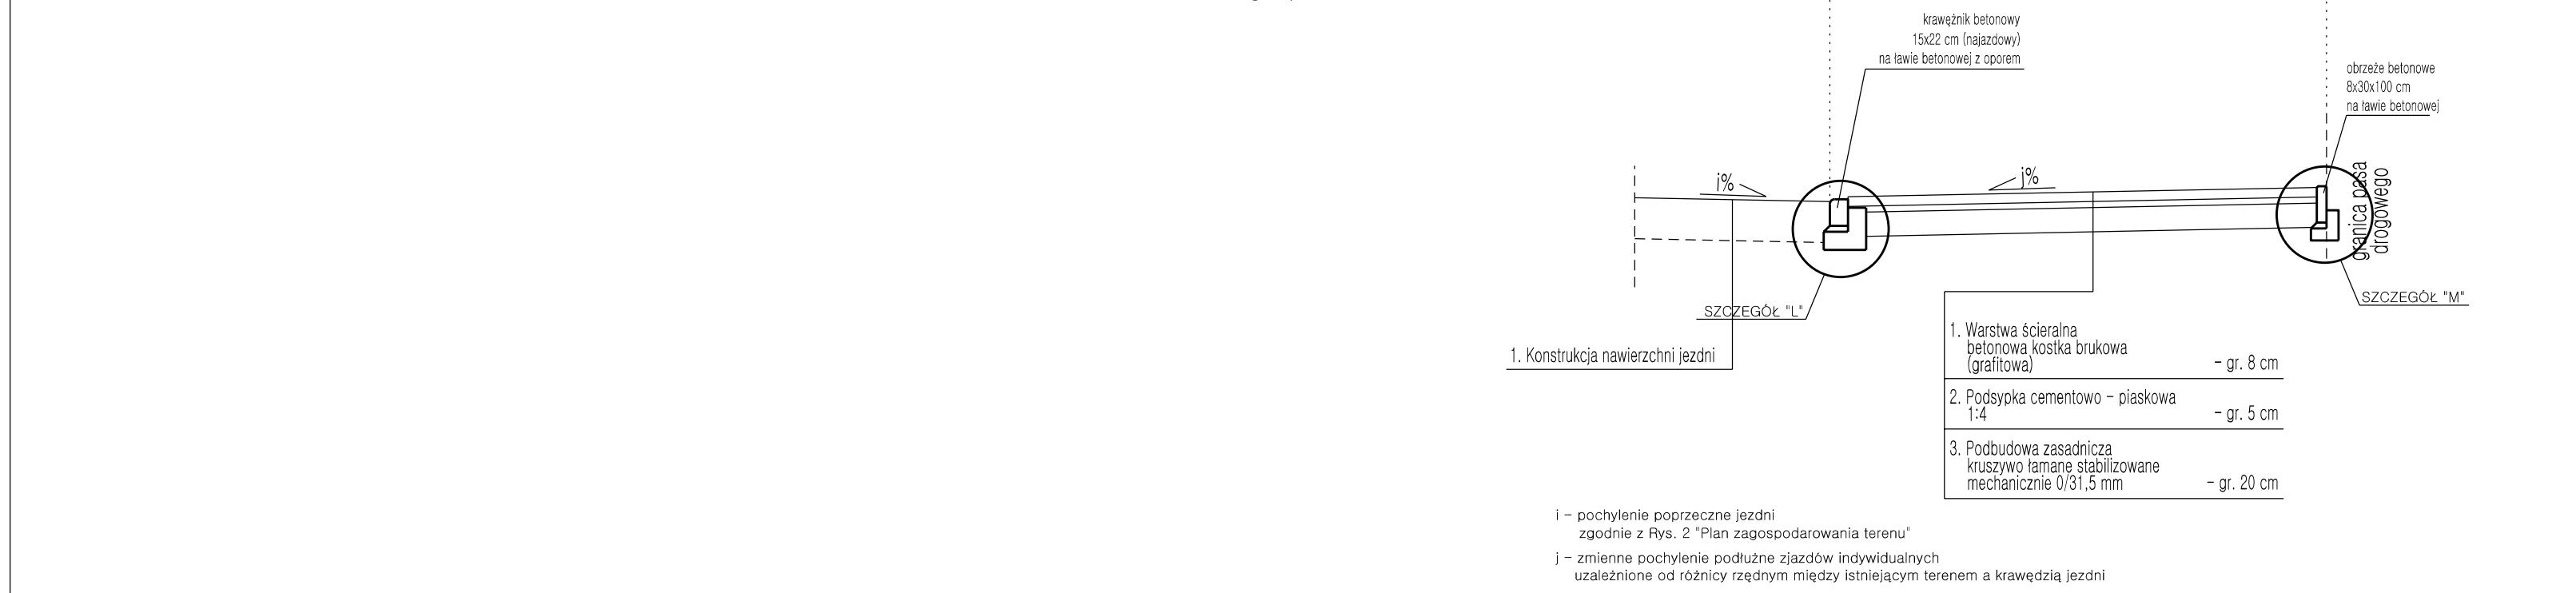 krawężnik betonowy
15x22 cm (najazdowy)
na ławie betonowej z oporem
obrzeże betonowe
8x30x100 cm
na ławie betonowej
i%
j%
granica pasa
drogowego
SZCZEGÓŁ "L"
SZCZEGÓŁ "M"
1. Konstrukcja nawierzchni jezdni
1. Warstwa ścieralna
betonowa kostka brukowa
(grafitowa) - gr. 8 cm
2. Podsypka cementowo - piaskowa
1:4 - gr. 5 cm
3. Podbudowa zasadnicza
kruszywo łamane stabilizowane
mechanicznie 0/31,5 mm - gr. 20 cm
i - pochylenie poprzeczne jezdni
zgodnie z Rys. 2 "Plan zagospodarowania terenu"
j - zmienne pochylenie podłużne zjazdów indywidualnych
uzależnione od różnicy rzędnym między istniejącym terenem a krawędzią jezdni